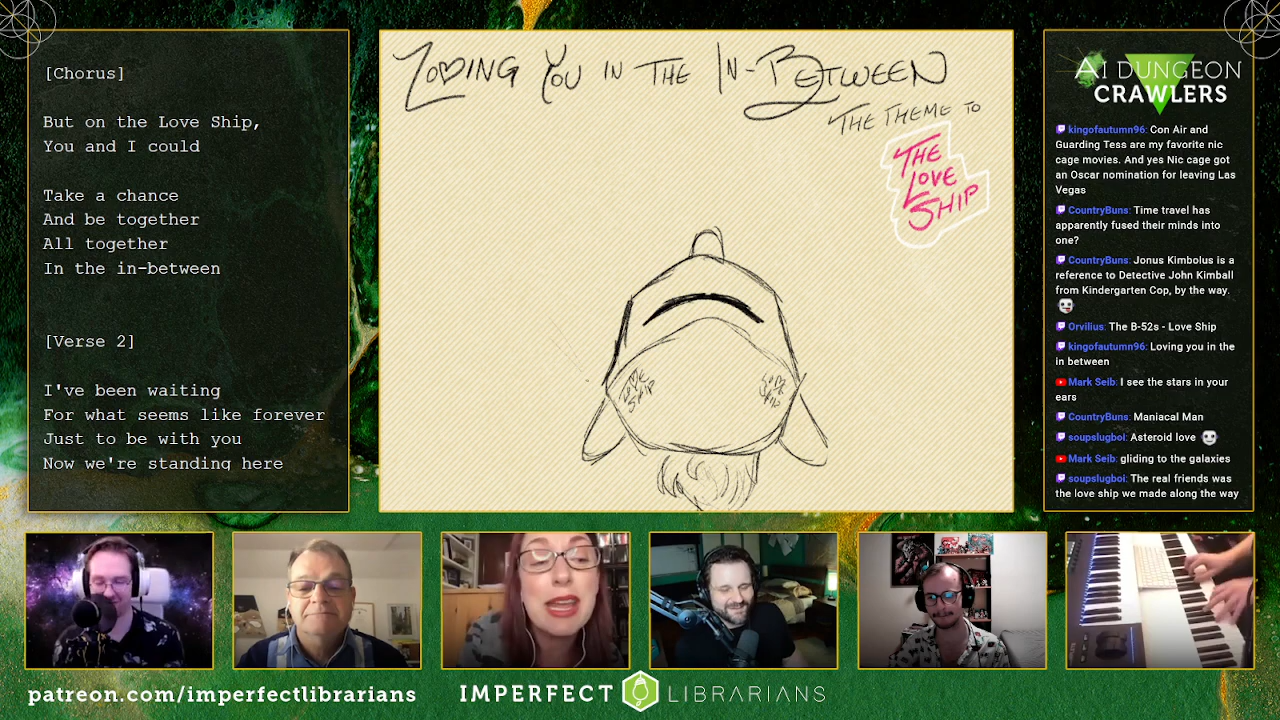 [Chorus]
But on the Love Ship,
You and I could
Take a chance
And be together
All together
In the in-between
[Verse 2]
I've been waiting
For what seems like forever
Just to be with you
Now we're standing here
LOVING YOU IN THE IN-BETWEEN
THE THEME TO
THE
LOVE
SHIP
LOVE
SHIP
LOVE
SHIP
AI DUNGEON
CRAWLERS
kingofautumn96: Con Air and
Guarding Tess are my favorite nic
cage movies. And yes Nic cage got
an Oscar nomination for leaving Las
Vegas
CountryBuns: Time travel has
apparently fused their minds into
one?
CountryBuns: Jonus Kimbolus is a
reference to Detective John Kimball
from Kindergarten Cop, by the way.
Orvilius: The B-52s - Love Ship
kingofautumn96: Loving you in the
in between
Mark Seib: I see the stars in your
ears
CountryBuns: Maniacal Man
soupslugboi: Asteroid love
Mark Seib: gliding to the galaxies
soupslugboi: The real friends was
the love ship we made along the way
patreon.com/imperfectlibrarians
IMPERFECT LIBRARIANS